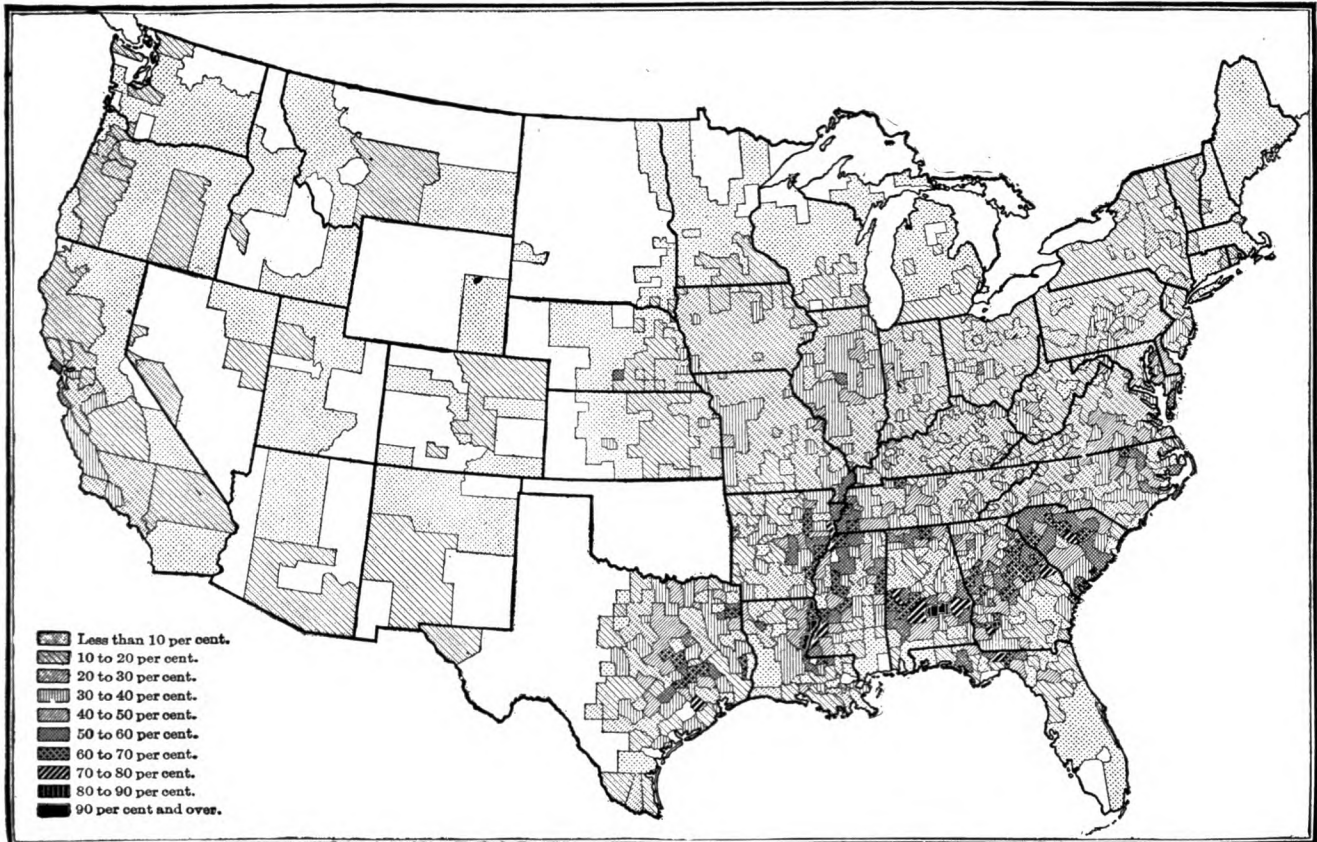 Less than 10 per cent.
10 to 20 per cent.
20 to 30 per cent.
30 to 40 per cent.
40 to 50 per cent.
50 to 60 per cent.
60 to 70 per cent.
70 to 80 per cent.
80 to 90 per cent.
90 per cent and over.